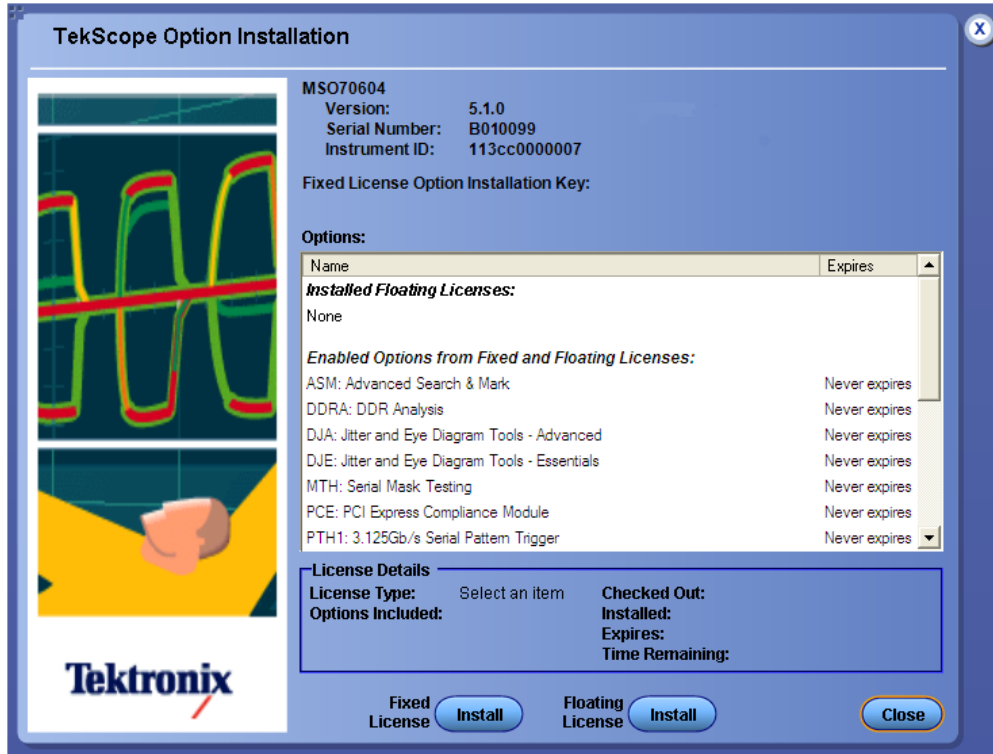 TekScope Option Installation
X
MSO70604
Version: 5.1.0
Serial Number: B010099
Instrument ID: 113cc0000007
Fixed License Option Installation Key:
Options:
Name Expires
Installed Floating Licenses:
None
Enabled Options from Fixed and Floating Licenses:
ASM: Advanced Search & Mark Never expires
DDRA: DDR Analysis Never expires
DJA: Jitter and Eye Diagram Tools - Advanced Never expires
DJE: Jitter and Eye Diagram Tools - Essentials Never expires
MTH: Serial Mask Testing Never expires
PCE: PCI Express Compliance Module Never expires
PTH1: 3.125Gb/s Serial Pattern Trigger Never expires
License Details
License Type: Select an item Checked Out:
Options Included: Installed:
Expires:
Time Remaining:
Tektronix
Fixed License Install Floating License Install Close